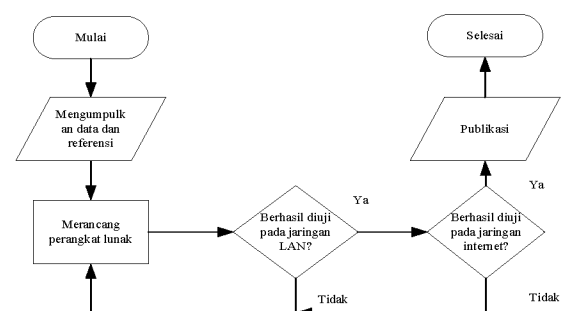 Mulai
Mengumpulk
an data dan
referensi
Merancang
perangkat lunak
Berhasil diuji
pada jaringan
LAN?
Ya
Tidak
Berhasil diuji
pada jaringan
internet?
Ya
Tidak
Publikasi
Selesai